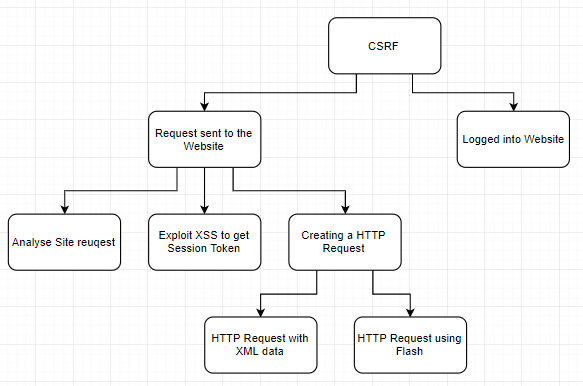 CSRF
Request sent to the
Website
Logged into Website
Analyse Site reuqest
Exploit XSS to get
Session Token
Creating a HTTP
Request
HTTP Request with
XML data
HTTP Request using
Flash